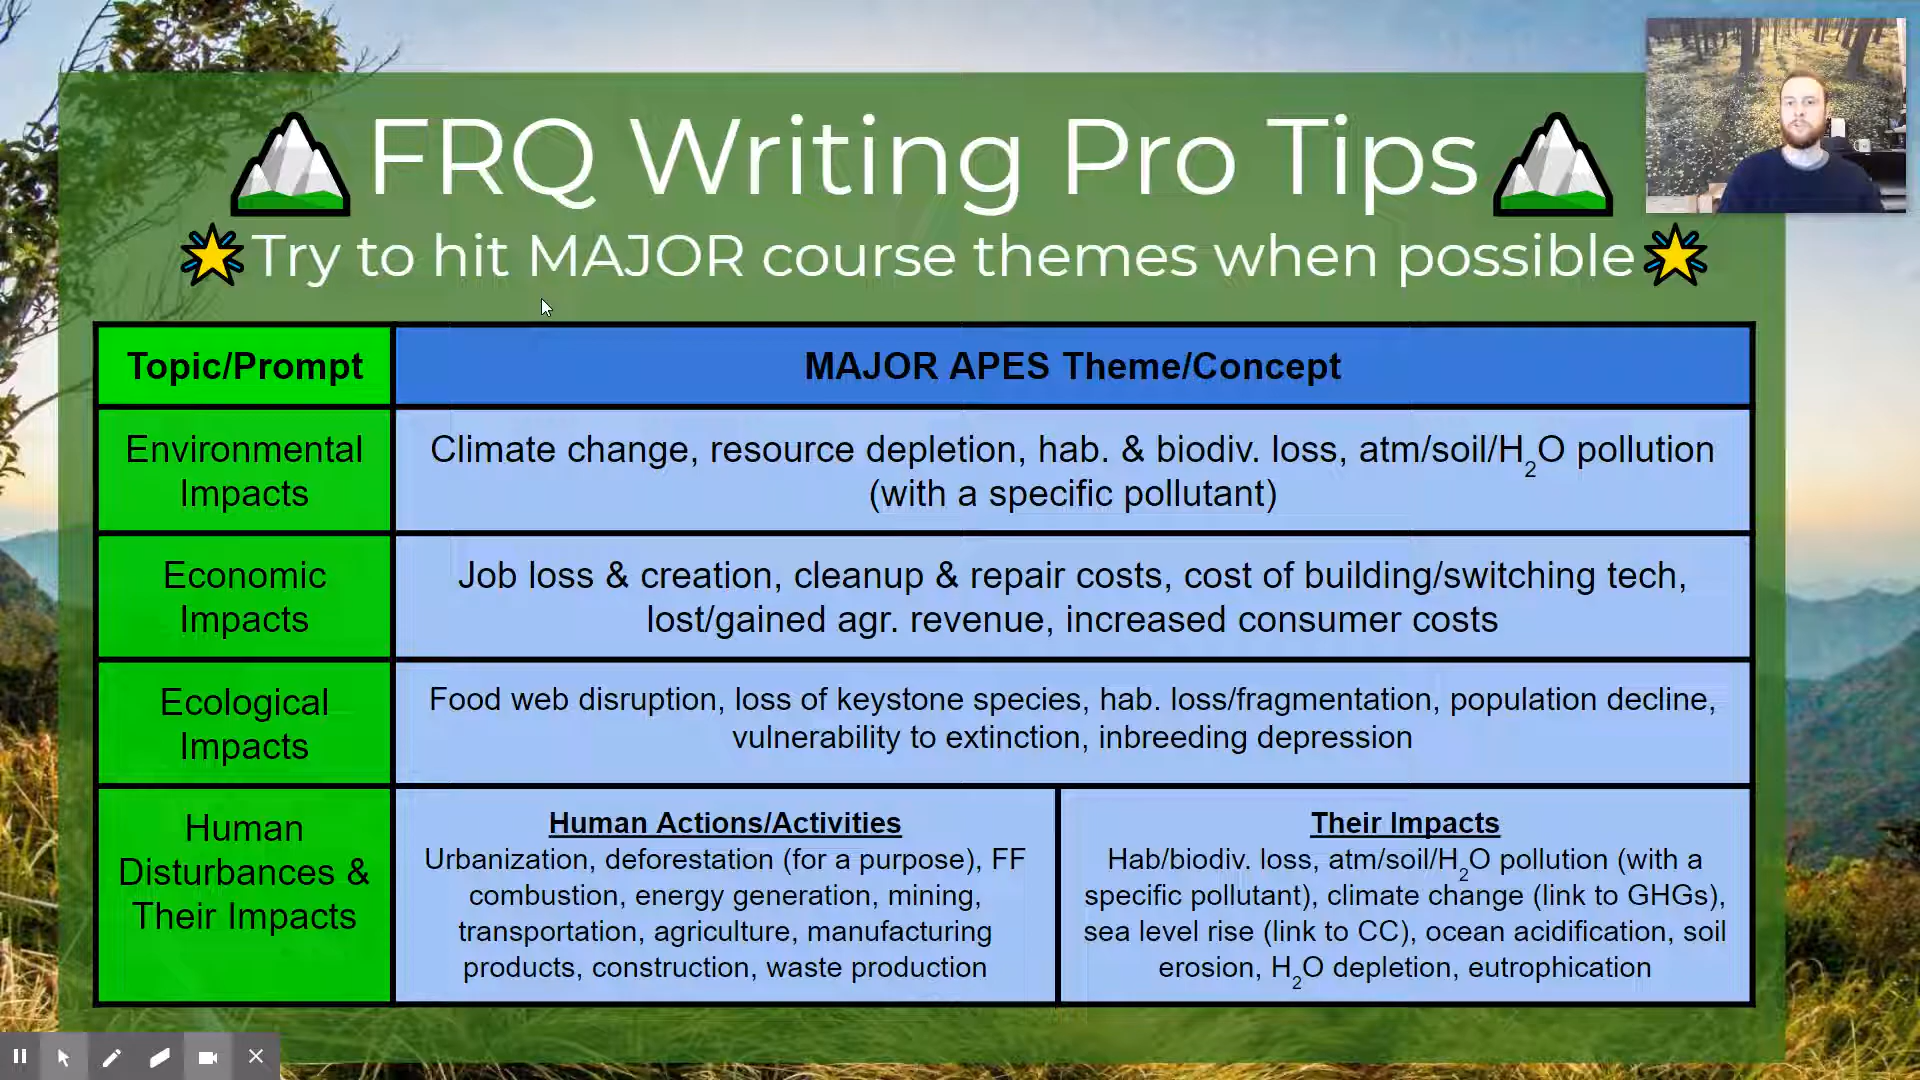 FRQ Writing Pro Tips
Try to hit MAJOR course themes when possible
Topic/Prompt
MAJOR APES Theme/Concept
Environmental
Impacts
Climate change, resource depletion, hab. & biodiv. loss, atm/soil/H₂O pollution
(with a specific pollutant)
Economic
Impacts
Job loss & creation, cleanup & repair costs, cost of building/switching tech,
lost/gained agr. revenue, increased consumer costs
Ecological
Impacts
Food web disruption, loss of keystone species, hab. loss/fragmentation, population decline,
vulnerability to extinction, inbreeding depression
Human
Disturbances &
Their Impacts
Human Actions/Activities
Urbanization, deforestation (for a purpose), FF
combustion, energy generation, mining,
transportation, agriculture, manufacturing
products, construction, waste production
Their Impacts
Hab/biodiv. loss, atm/soil/H₂O pollution (with a
specific pollutant), climate change (link to GHGs),
sea level rise (link to CC), ocean acidification, soil
erosion, H₂O depletion, eutrophication